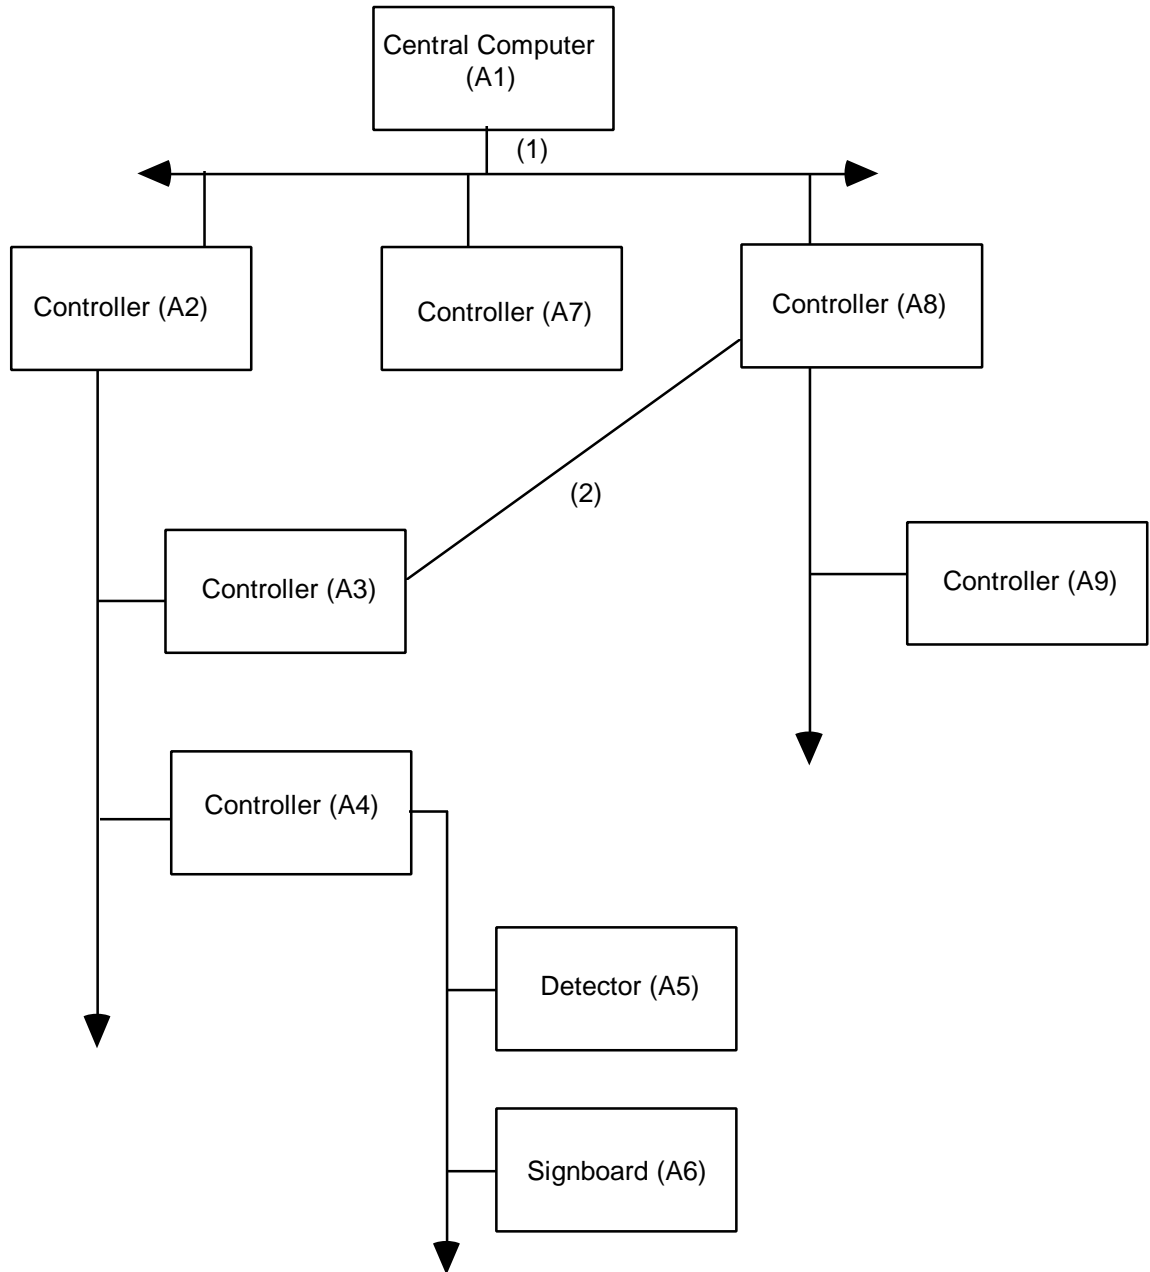 Central Computer
(A1)
(1)
Controller (A2)
Controller (A7)
Controller (A8)
(2)
Controller (A3)
Controller (A9)
Controller (A4)
Detector (A5)
Signboard (A6)